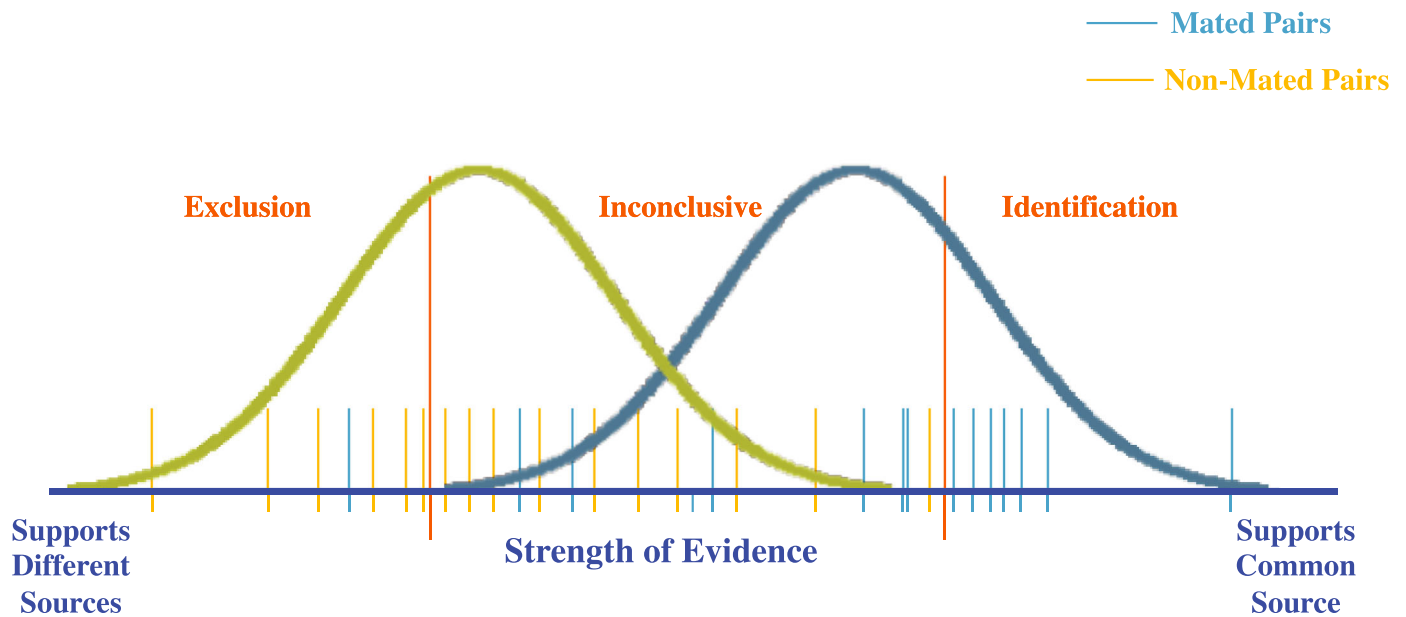 Mated Pairs
Non-Mated Pairs
Exclusion
Inconclusive
Identification
Supports
Different
Sources
Strength of Evidence
Supports
Common
Source